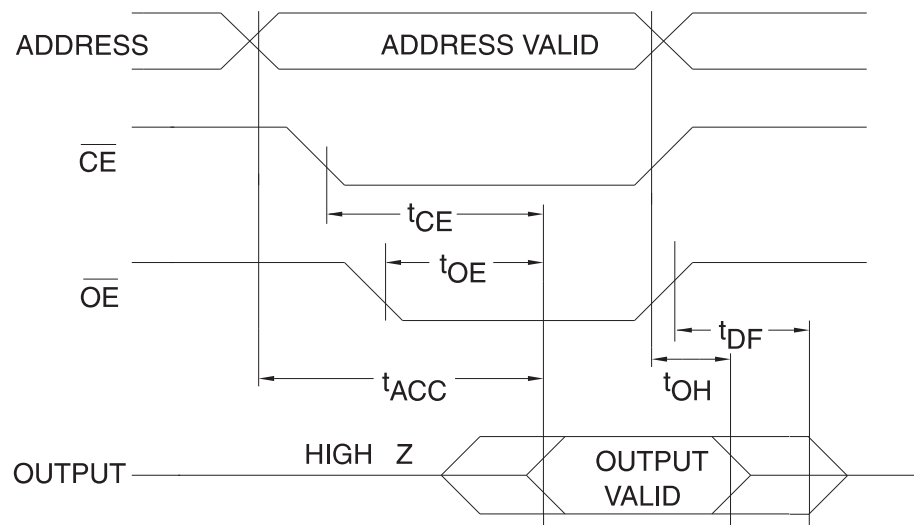 ADDRESS
ADDRESS VALID
CE
tCE
tOE
OE
tDF
tACC
tOH
HIGH Z
OUTPUT
OUTPUT
VALID